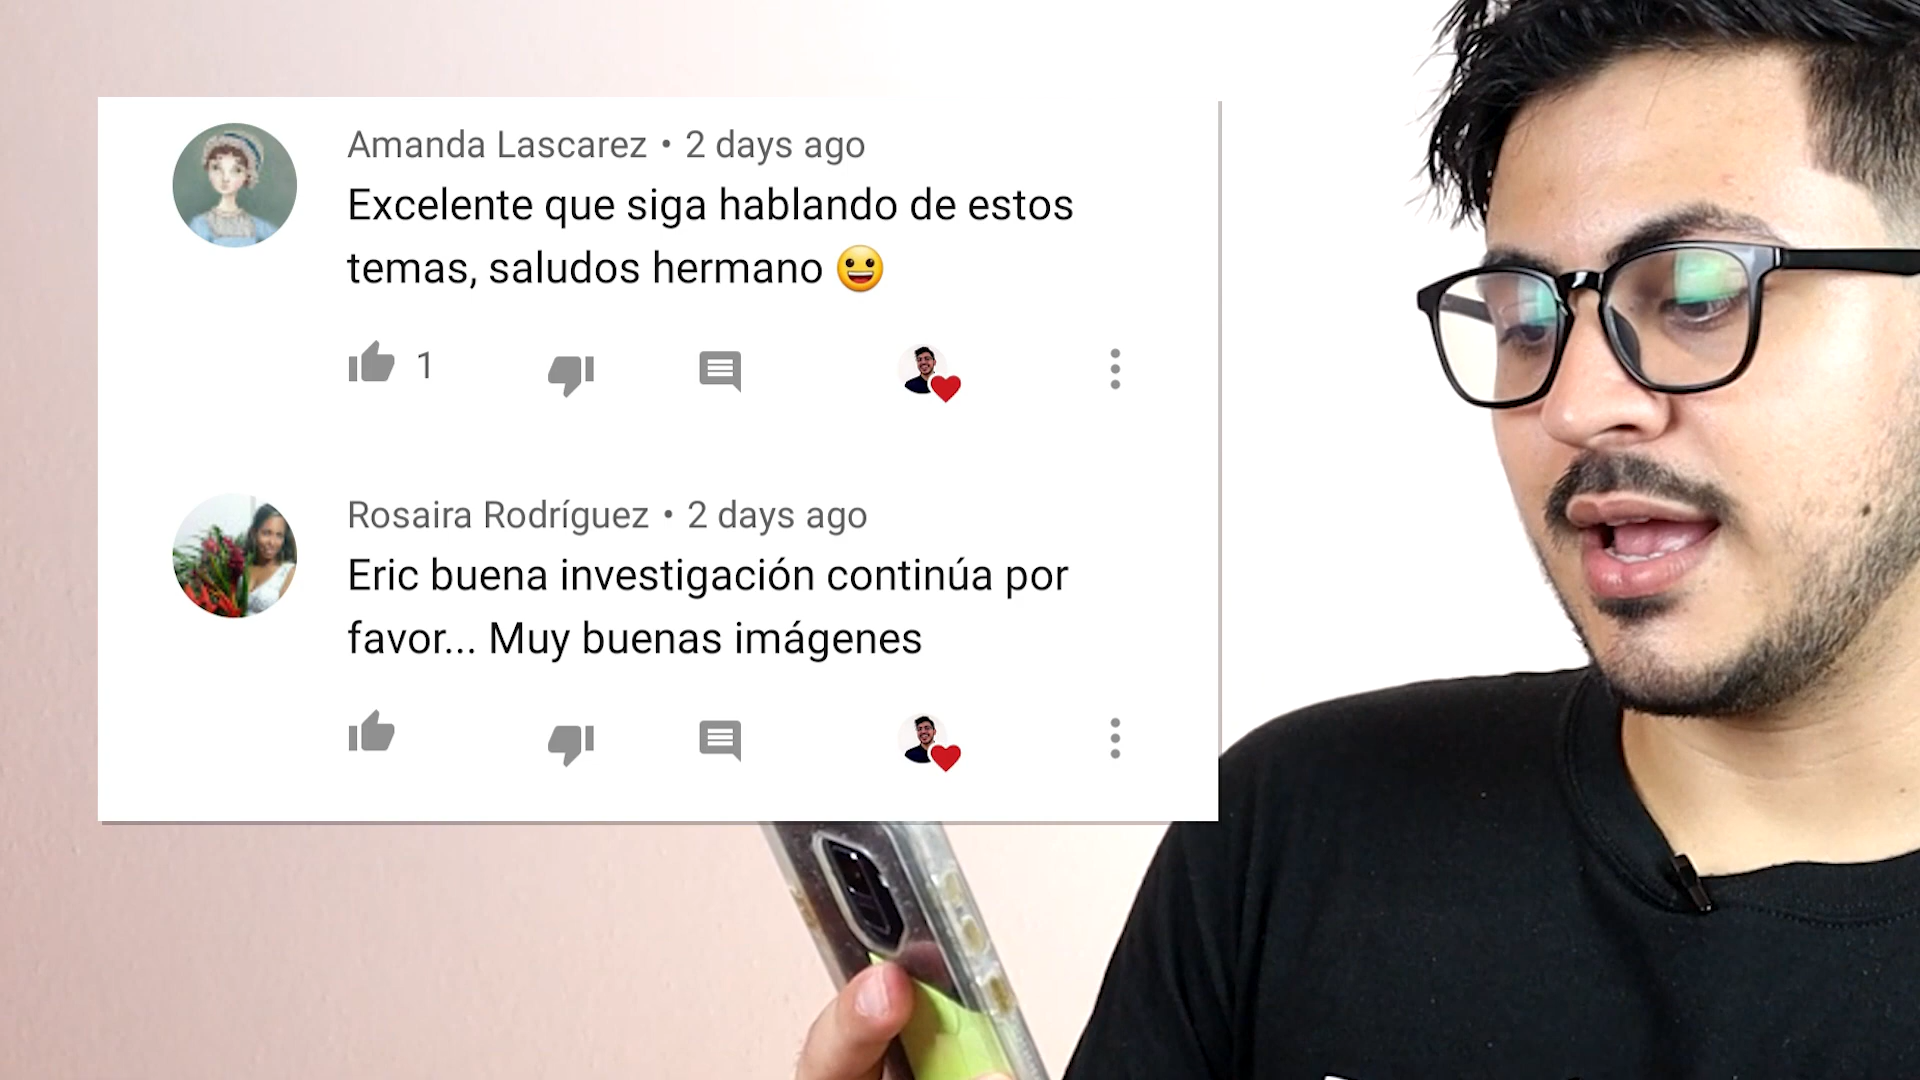 Amanda Lascarez • 2 days ago
Excelente que siga hablando de estos
temas, saludos hermano 😀
1
Rosaira Rodríguez • 2 days ago
Eric buena investigación continúa por
favor... Muy buenas imágenes